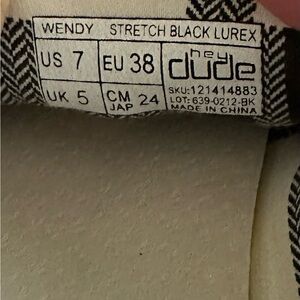 WENDY STRETCH BLACK LUREX
US 7 EU 38 hey dude
UK 5 CM JAP 24
SKU:121414883
LOT: 639-0212-BK
MADE IN CHINA